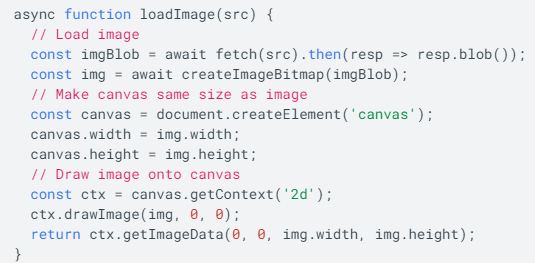 async function loadImage(src) {
  // Load image
  const imgBlob = await fetch(src).then(resp => resp.blob());
  const img = await createImageBitmap(imgBlob);
  // Make canvas same size as image
  const canvas = document.createElement('canvas');
  canvas.width = img.width;
  canvas.height = img.height;
  // Draw image onto canvas
  const ctx = canvas.getContext('2d');
  ctx.drawImage(img, 0, 0);
  return ctx.getImageData(0, 0, img.width, img.height);
}